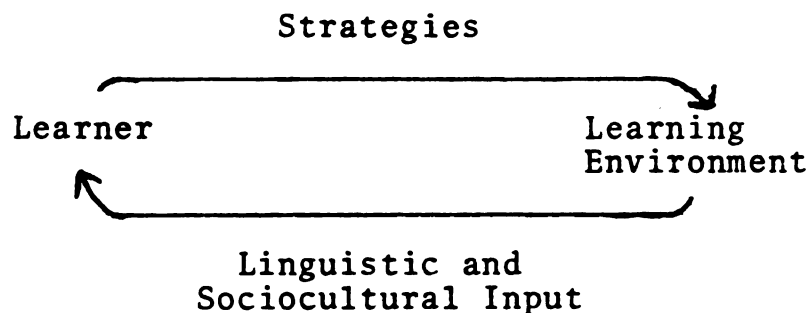 Strategies
Learner
Learning
Environment
Linguistic and
Sociocultural Input